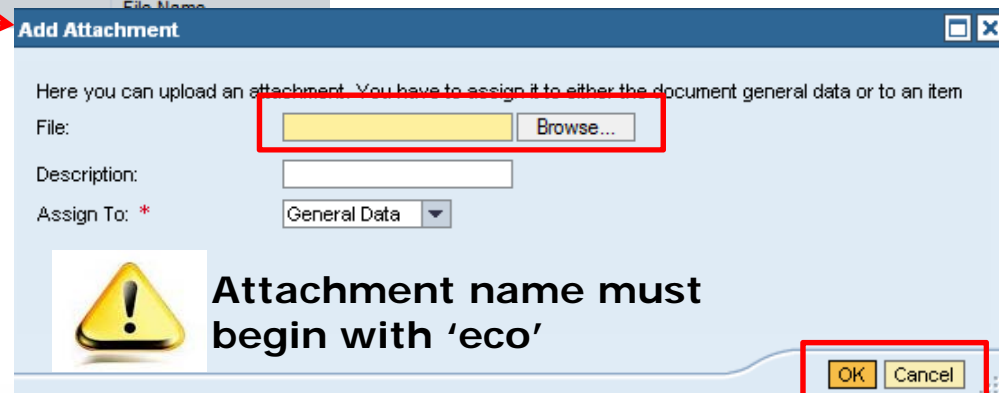 File Name
Add Attachment
Here you can upload an attachment. You have to assign it to either the document general data or to an item
File:
Browse...
Description:
Assign To: *
General Data
Attachment name must
begin with ‘eco’
OK Cancel